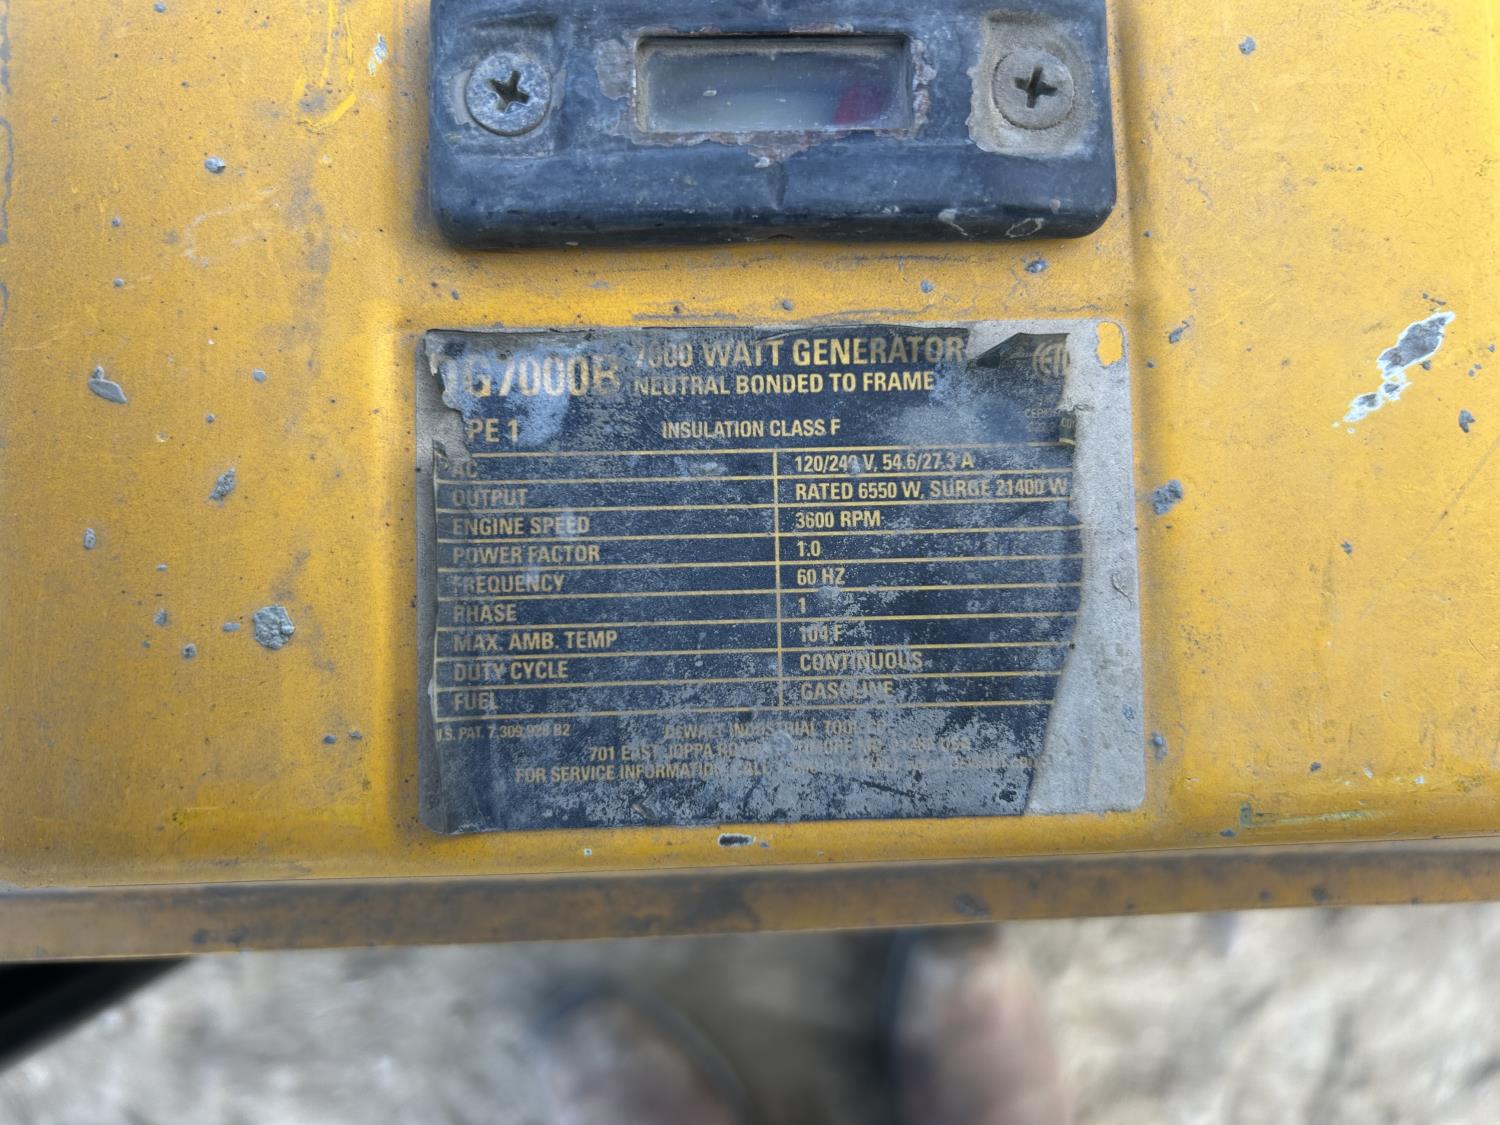 G7000B
7000 WATT GENERATOR
NEUTRAL BONDED TO FRAME
PE 1
INSULATION CLASS F
AC 120/240 V, 54.6/27.3 A
OUTPUT RATED 6550 W, SURGE 21400 W
ENGINE SPEED 3600 RPM
POWER FACTOR 1.0
FREQUENCY 60 HZ
PHASE 1
MAX. AMB. TEMP 104 F
DUTY CYCLE CONTINUOUS
FUEL GASOLINE
U.S. PAT. 7,309,928 B2
DEWALT INDUSTRIAL TOOL
701 EAST JOPPA ROAD
FOR SERVICE INFORMATION, CALL